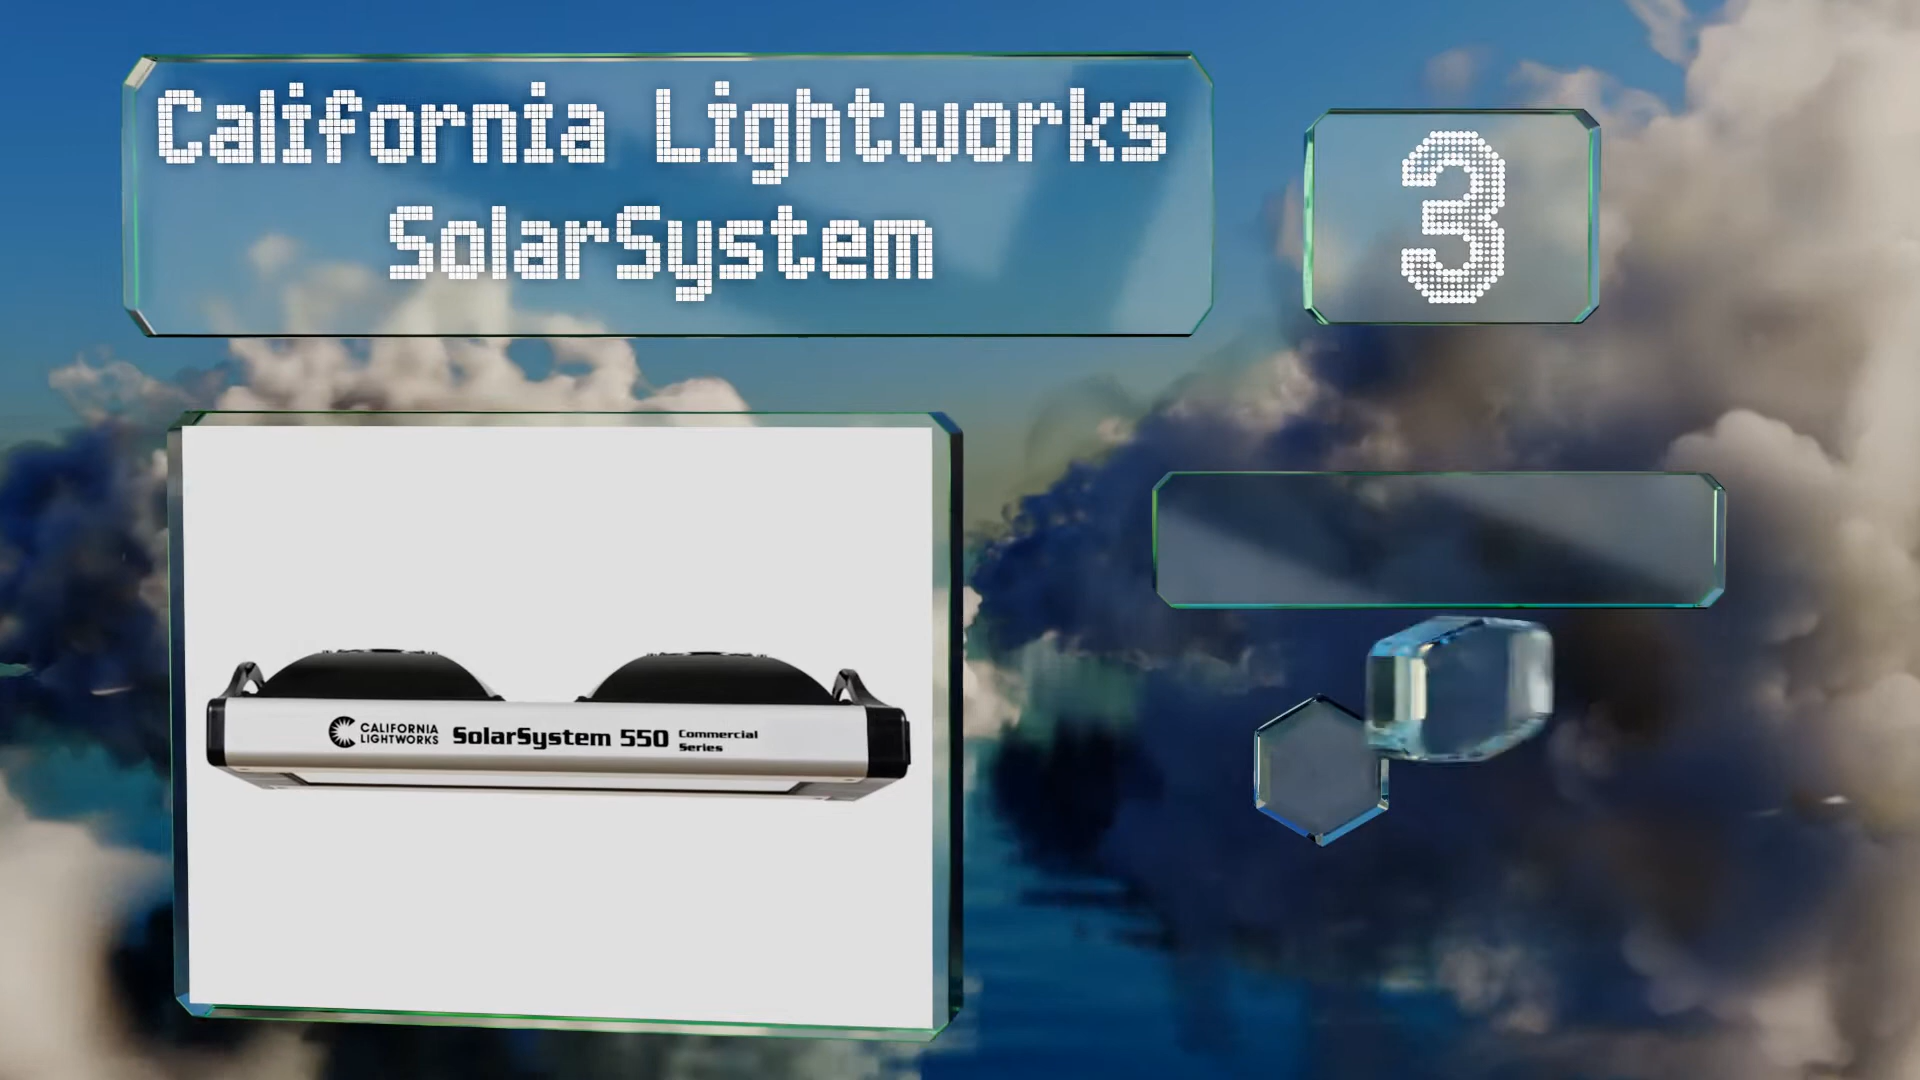 California Lightworks
SolarSystem
3
CALIFORNIA
LIGHTWORKS
SolarSystem 550
Commercial
Series